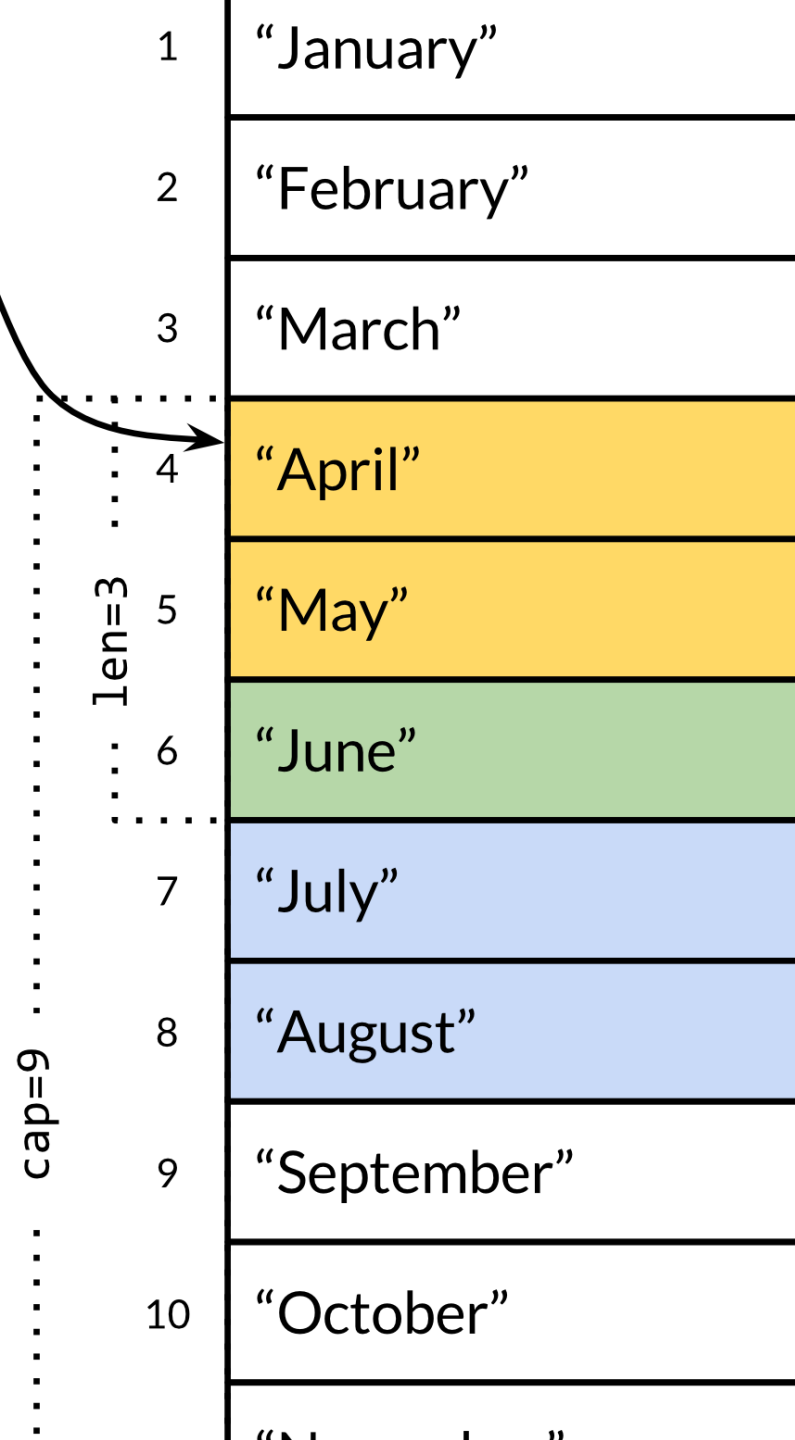 1 “January”
2 “February”
3 “March”
4 “April”
len=3
5 “May”
6 “June”
7 “July”
8 “August”
cap=9
9 “September”
10 “October”